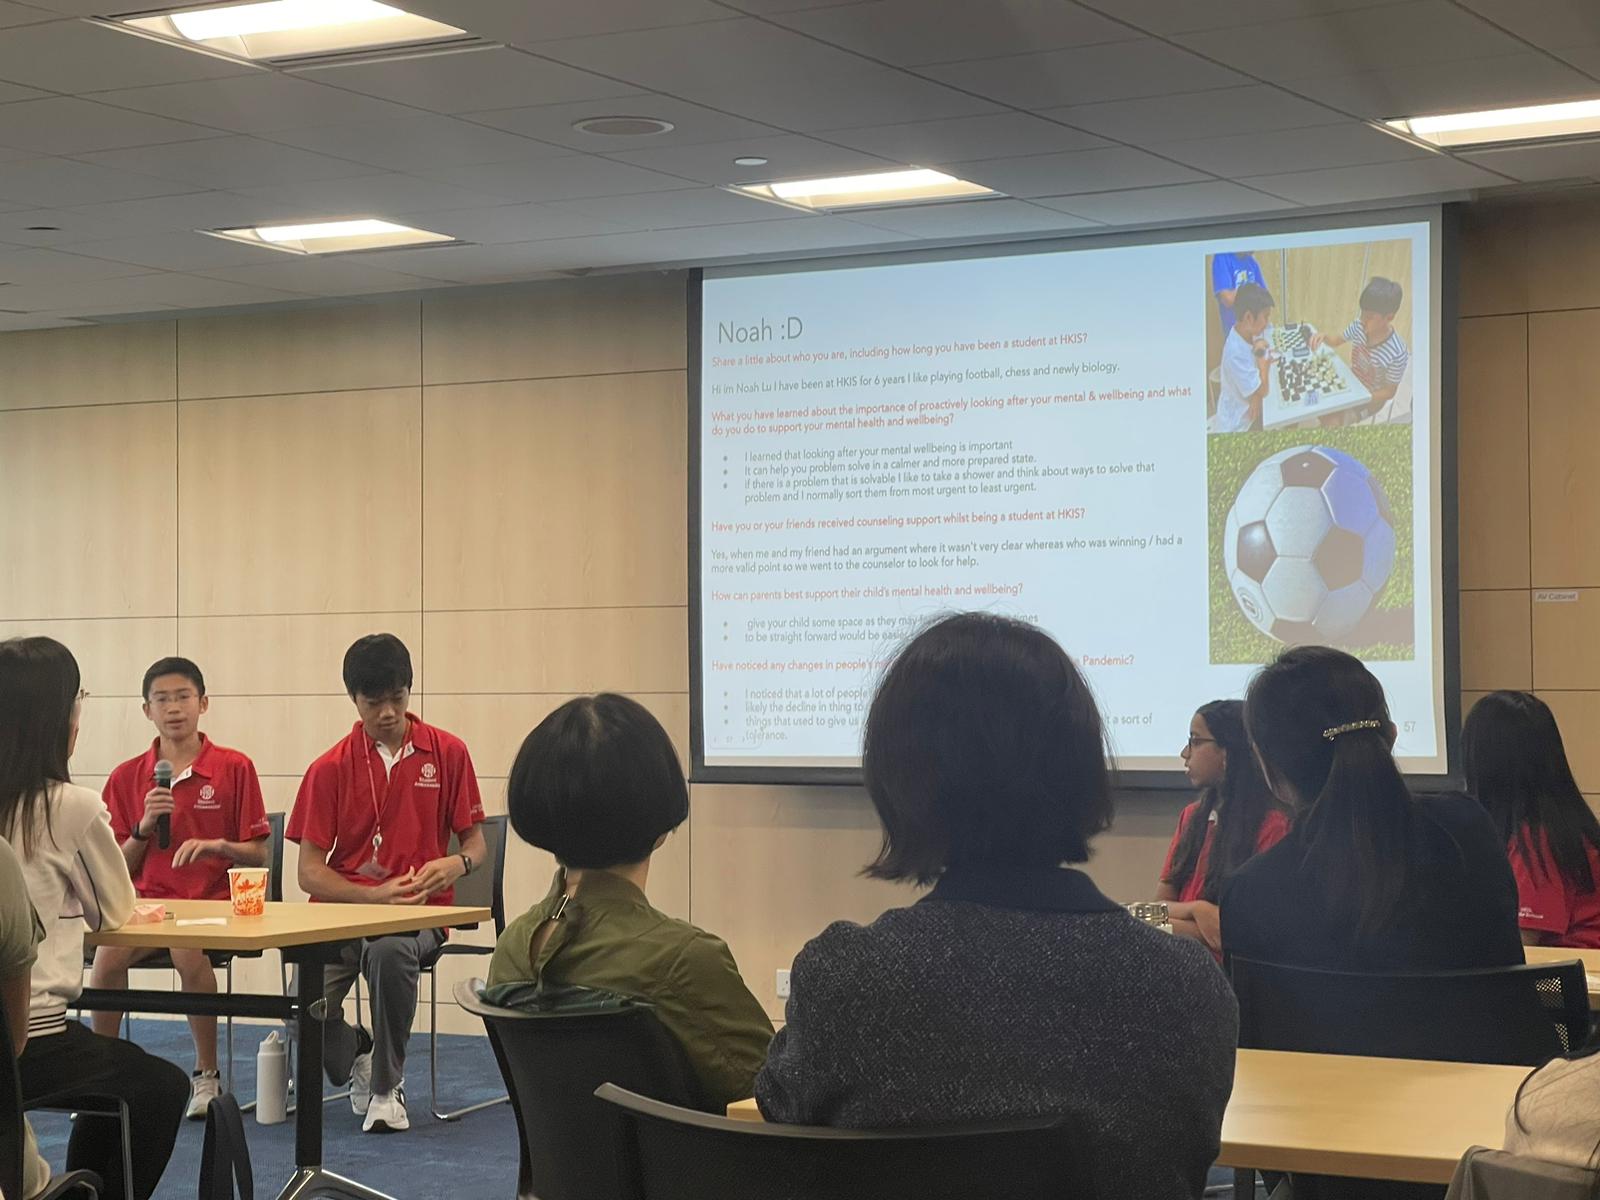 Noah :D
Share a little about who you are, including how long you have been a student at HKIS?
Hi im Noah Lu I have been at HKIS for 6 years I like playing football, chess and newly biology.
What you have learned about the importance of proactively looking after your mental & wellbeing and what
do you do to support your mental health and wellbeing?
I learned that looking after your mental wellbeing is important
It can help you problem solve in a calmer and more prepared state.
if there is a problem that is solvable I like to take a shower and think about ways to solve that
problem and I normally sort them from most urgent to least urgent.
Have you or your friends received counseling support whilst being a student at HKIS?
Yes, when me and my friend had an argument where it wasn't very clear whereas who was winning / had a
more valid point so we went to the counselor to look for help.
How can parents best support their child's mental health and wellbeing?
give your child some space as they may
to be straight forward would be
Have noticed any changes in people's Pandemic?
I noticed that a lot of people
likely the decline in thing to
things that used to give us a sort of
tolerance.
57
AV Cabinet
Student